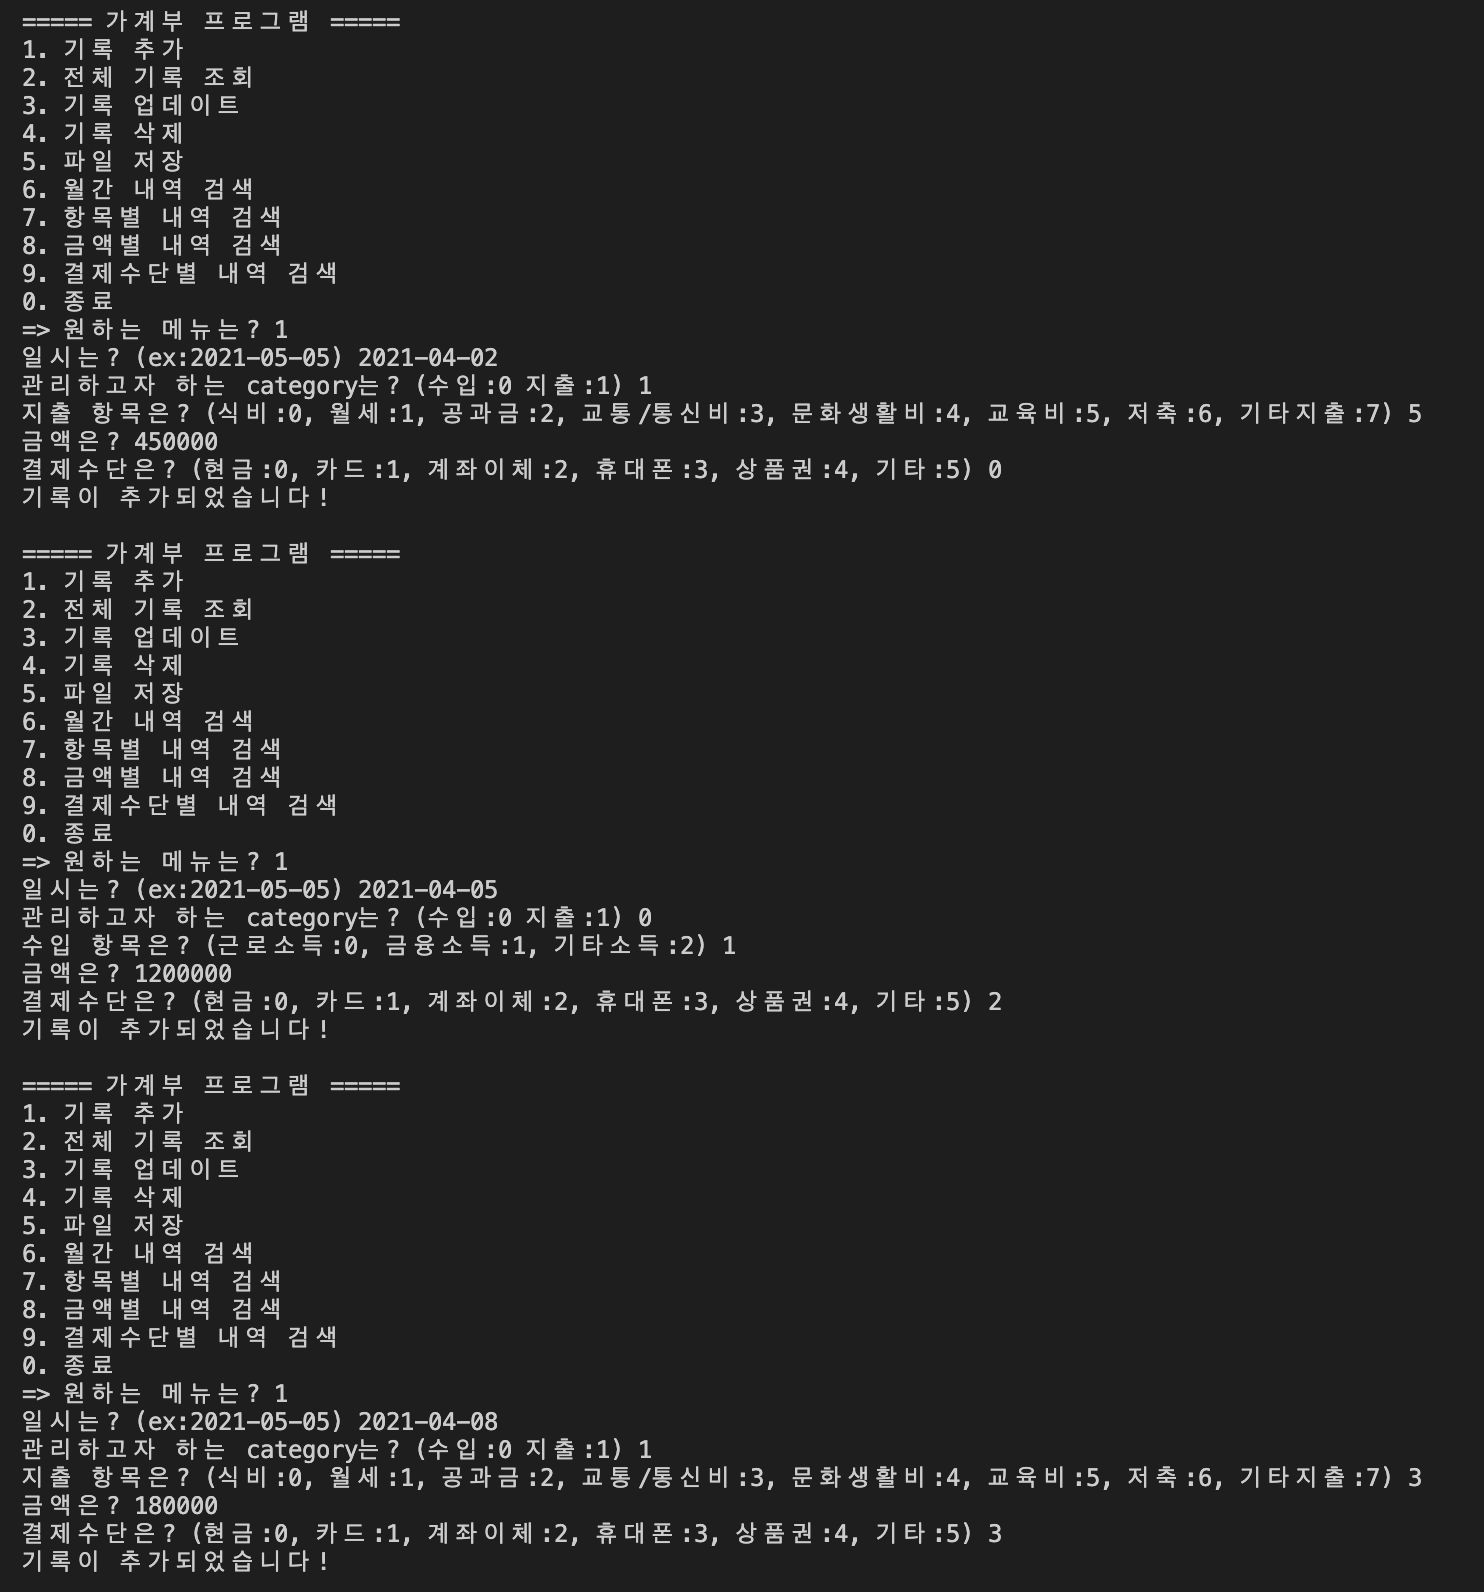 ===== 가계부 프로그램 =====
1. 기록 추가
2. 전체 기록 조회
3. 기록 업데이트
4. 기록 삭제
5. 파일 저장
6. 월간 내역 검색
7. 항목별 내역 검색
8. 금액별 내역 검색
9. 결제수단별 내역 검색
0. 종료
=> 원하는 메뉴는? 1
일시는? (ex:2021-05-05) 2021-04-02
관리하고자 하는 category는? (수입:0 지출:1) 1
지출 항목은? (식비:0, 월세:1, 공과금:2, 교통/통신비:3, 문화생활비:4, 교육비:5, 저축:6, 기타지출:7) 5
금액은? 450000
결제수단은? (현금:0, 카드:1, 계좌이체:2, 휴대폰:3, 상품권:4, 기타:5) 0
기록이 추가되었습니다!
===== 가계부 프로그램 =====
1. 기록 추가
2. 전체 기록 조회
3. 기록 업데이트
4. 기록 삭제
5. 파일 저장
6. 월간 내역 검색
7. 항목별 내역 검색
8. 금액별 내역 검색
9. 결제수단별 내역 검색
0. 종료
=> 원하는 메뉴는? 1
일시는? (ex:2021-05-05) 2021-04-05
관리하고자 하는 category는? (수입:0 지출:1) 0
수입 항목은? (근로소득:0, 금융소득:1, 기타소득:2) 1
금액은? 1200000
결제수단은? (현금:0, 카드:1, 계좌이체:2, 휴대폰:3, 상품권:4, 기타:5) 2
기록이 추가되었습니다!
===== 가계부 프로그램 =====
1. 기록 추가
2. 전체 기록 조회
3. 기록 업데이트
4. 기록 삭제
5. 파일 저장
6. 월간 내역 검색
7. 항목별 내역 검색
8. 금액별 내역 검색
9. 결제수단별 내역 검색
0. 종료
=> 원하는 메뉴는? 1
일시는? (ex:2021-05-05) 2021-04-08
관리하고자 하는 category는? (수입:0 지출:1) 1
지출 항목은? (식비:0, 월세:1, 공과금:2, 교통/통신비:3, 문화생활비:4, 교육비:5, 저축:6, 기타지출:7) 3
금액은? 180000
결제수단은? (현금:0, 카드:1, 계좌이체:2, 휴대폰:3, 상품권:4, 기타:5) 3
기록이 추가되었습니다!